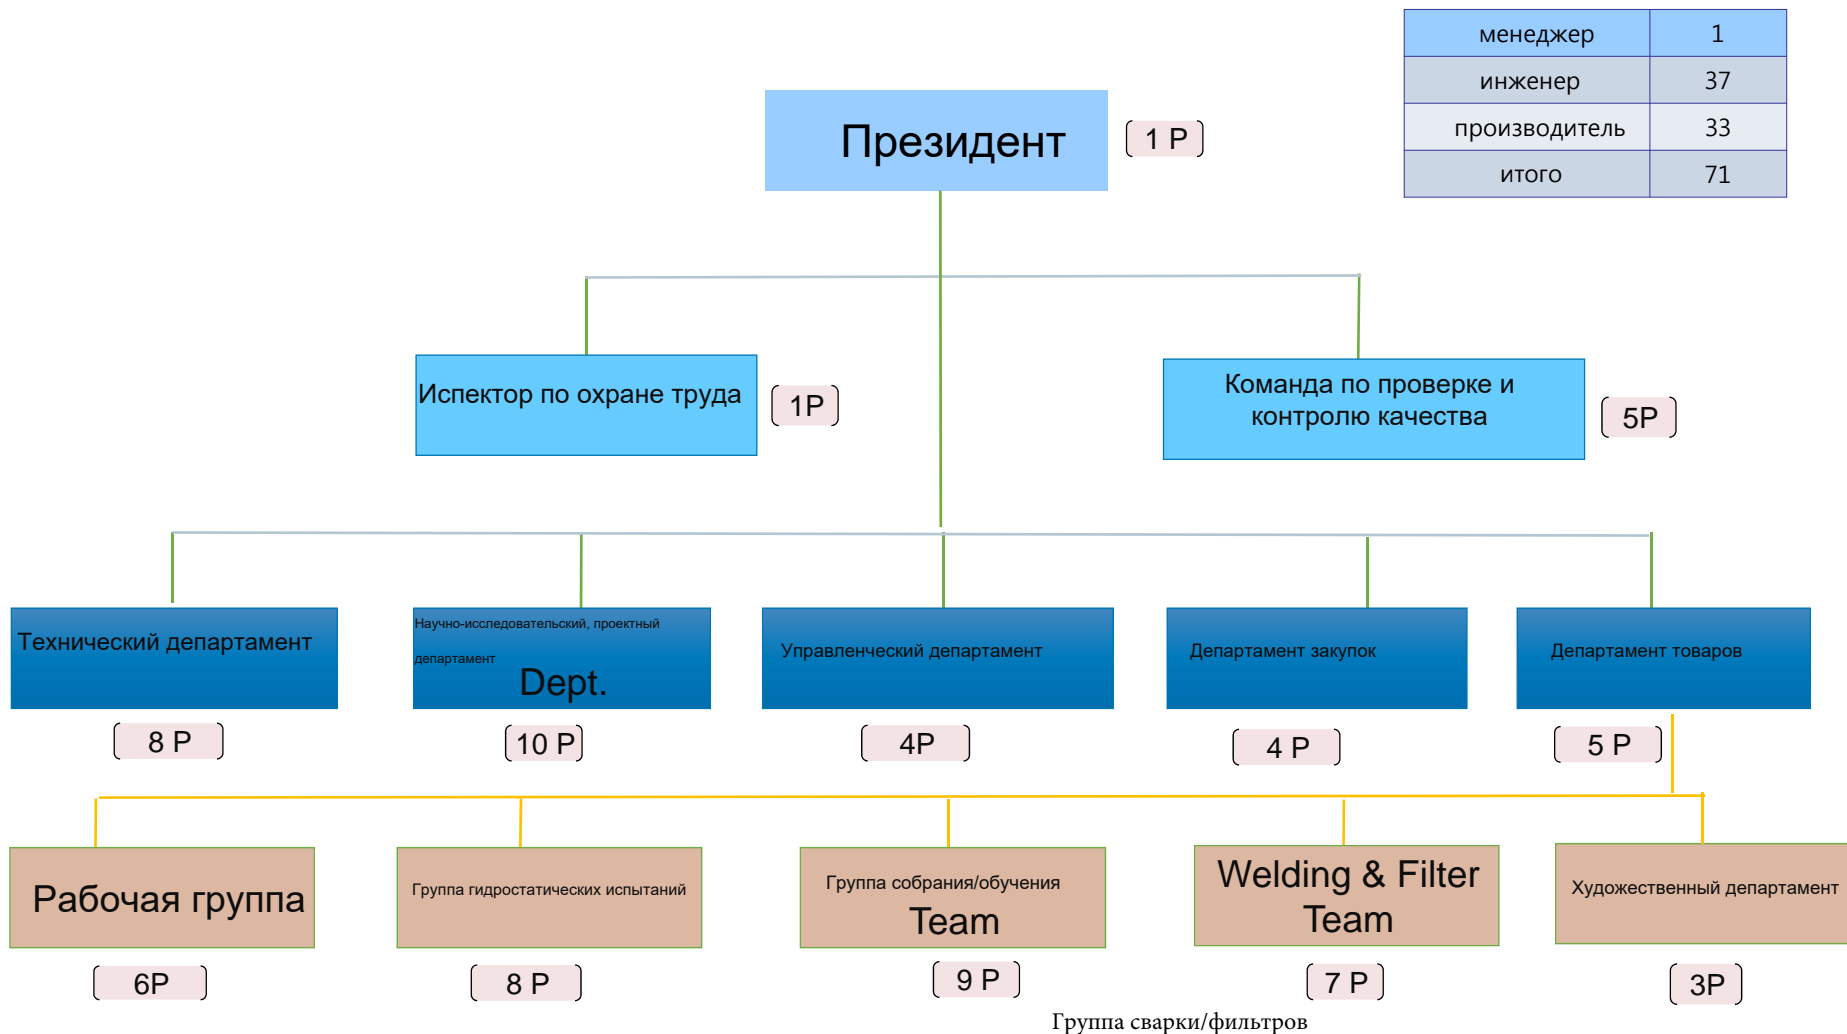 менеджер 1
инженер 37
производитель 33
итого 71
Президент
1 P
Испектор по охране труда
1P
Команда по проверке и
контролю качества
5P
Технический департамент
Научно-исследовательский, проектный
департамент
Dept.
Управленческий департамент
Департамент закупок
Департамент товаров
8 P
10 P
4P
4 P
5 P
Рабочая группа
Группа гидростатических испытаний
Группа собрания/обучения
Team
Welding & Filter
Team
Художественный департамент
6P
8 P
9 P
7 P
3P
Группа сварки/фильтров